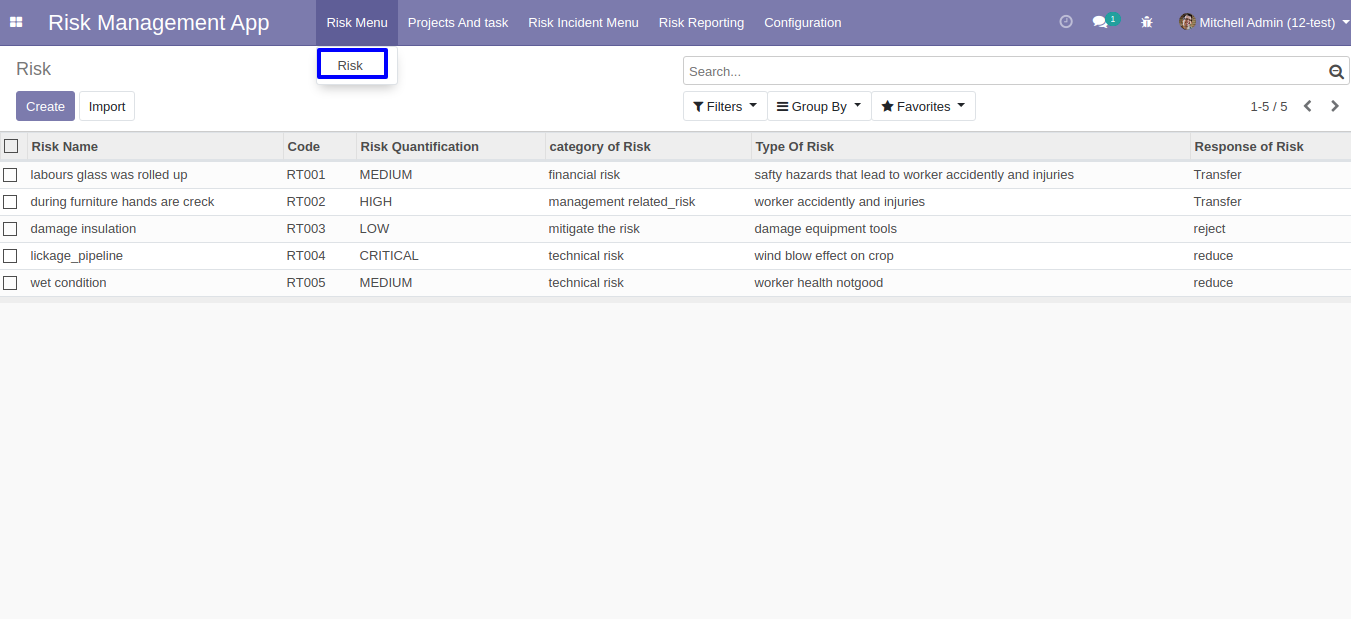 Risk Management App Risk Menu Projects And task Risk Incident Menu Risk Reporting Configuration 1 Mitchell Admin (12-test)
Risk
Risk
Search...
Create Import Filters Group By Favorites 1-5 / 5
Risk Name Code Risk Quantification category of Risk Type Of Risk Response of Risk
labours glass was rolled up RT001 MEDIUM financial risk safty hazards that lead to worker accidently and injuries Transfer
during furniture hands are creck RT002 HIGH management related_risk worker accidently and injuries Transfer
damage insulation RT003 LOW mitigate the risk damage equipment tools reject
lickage_pipeline RT004 CRITICAL technical risk wind blow effect on crop reduce
wet condition RT005 MEDIUM technical risk worker health notgood reduce